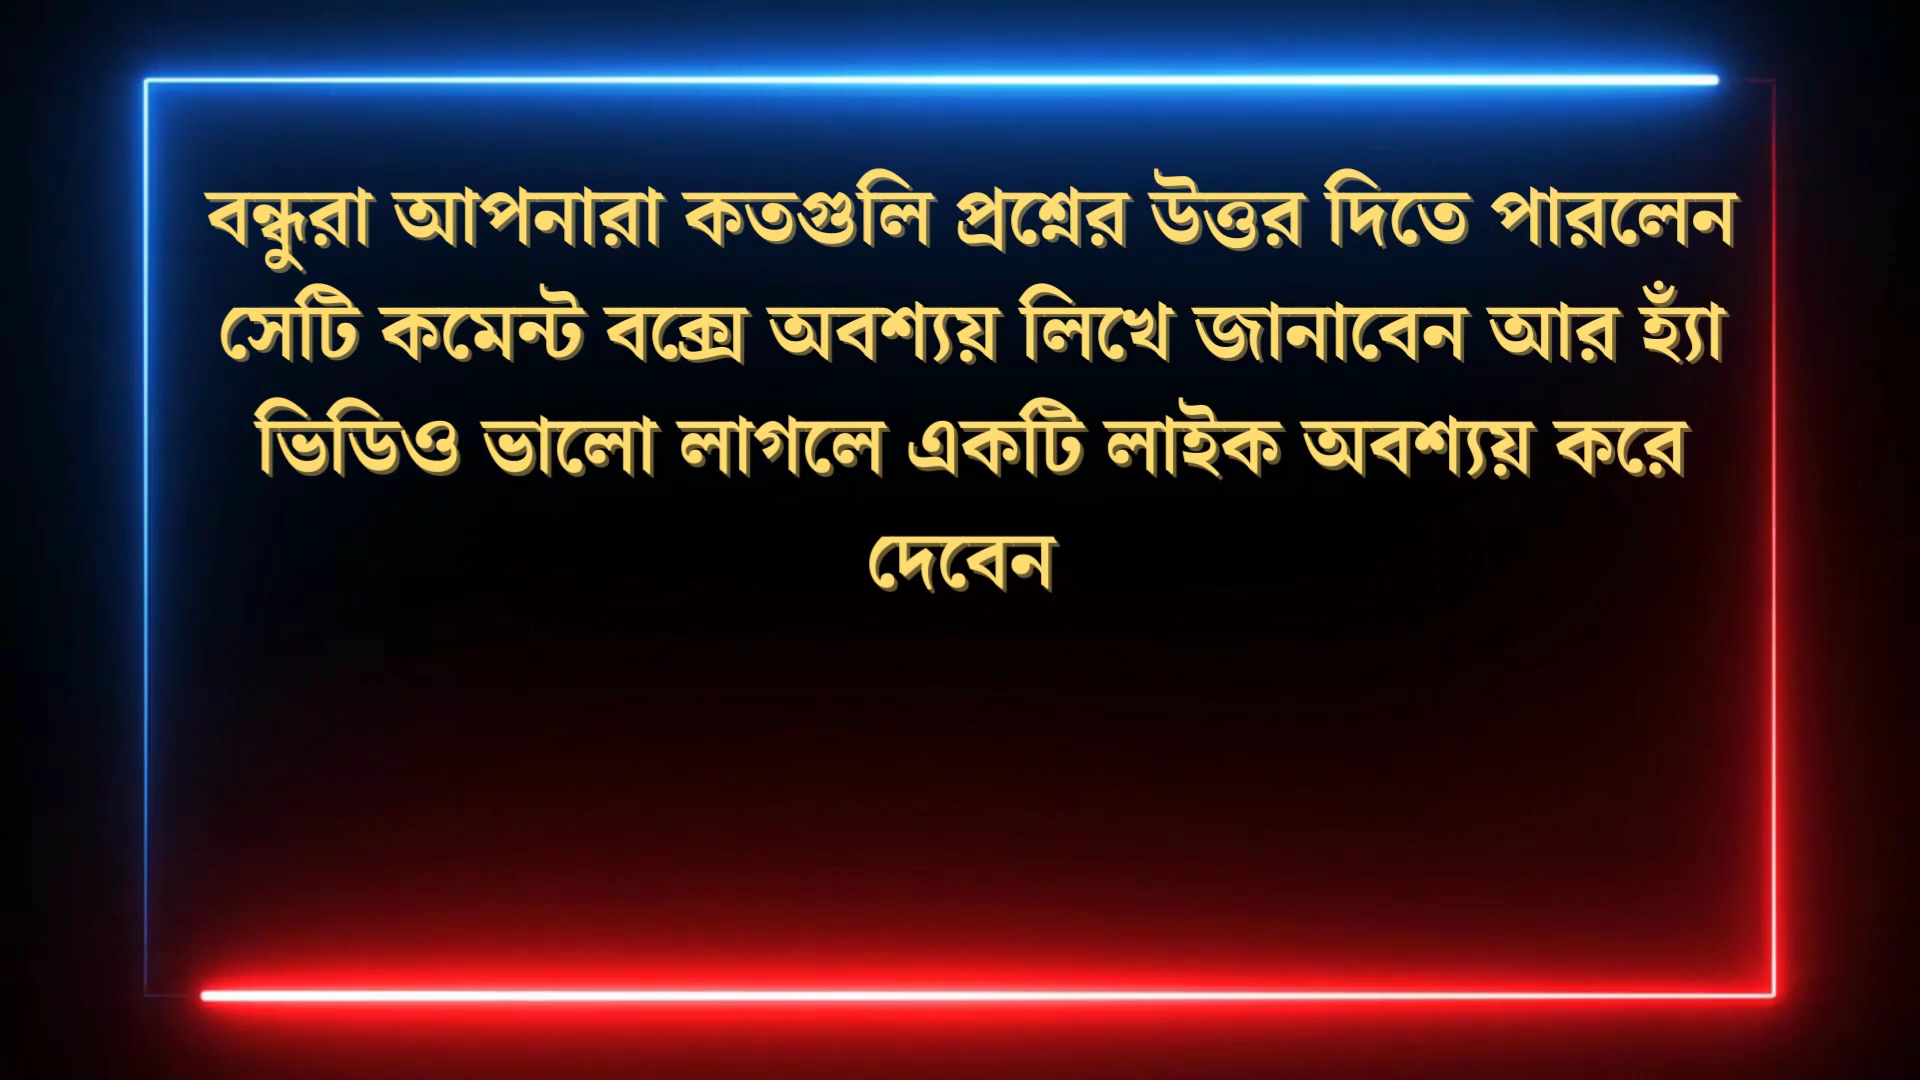 বন্ধুরা আপনারা কতগুলি প্রশ্নের উত্তর দিতে পারলেন
সেটি কমেন্ট বক্সে অবশ্যয় লিখে জানাবেন আর হ্যাঁ
ভিডিও ভালো লাগলে একটি লাইক অবশ্যয় করে
দেবেন